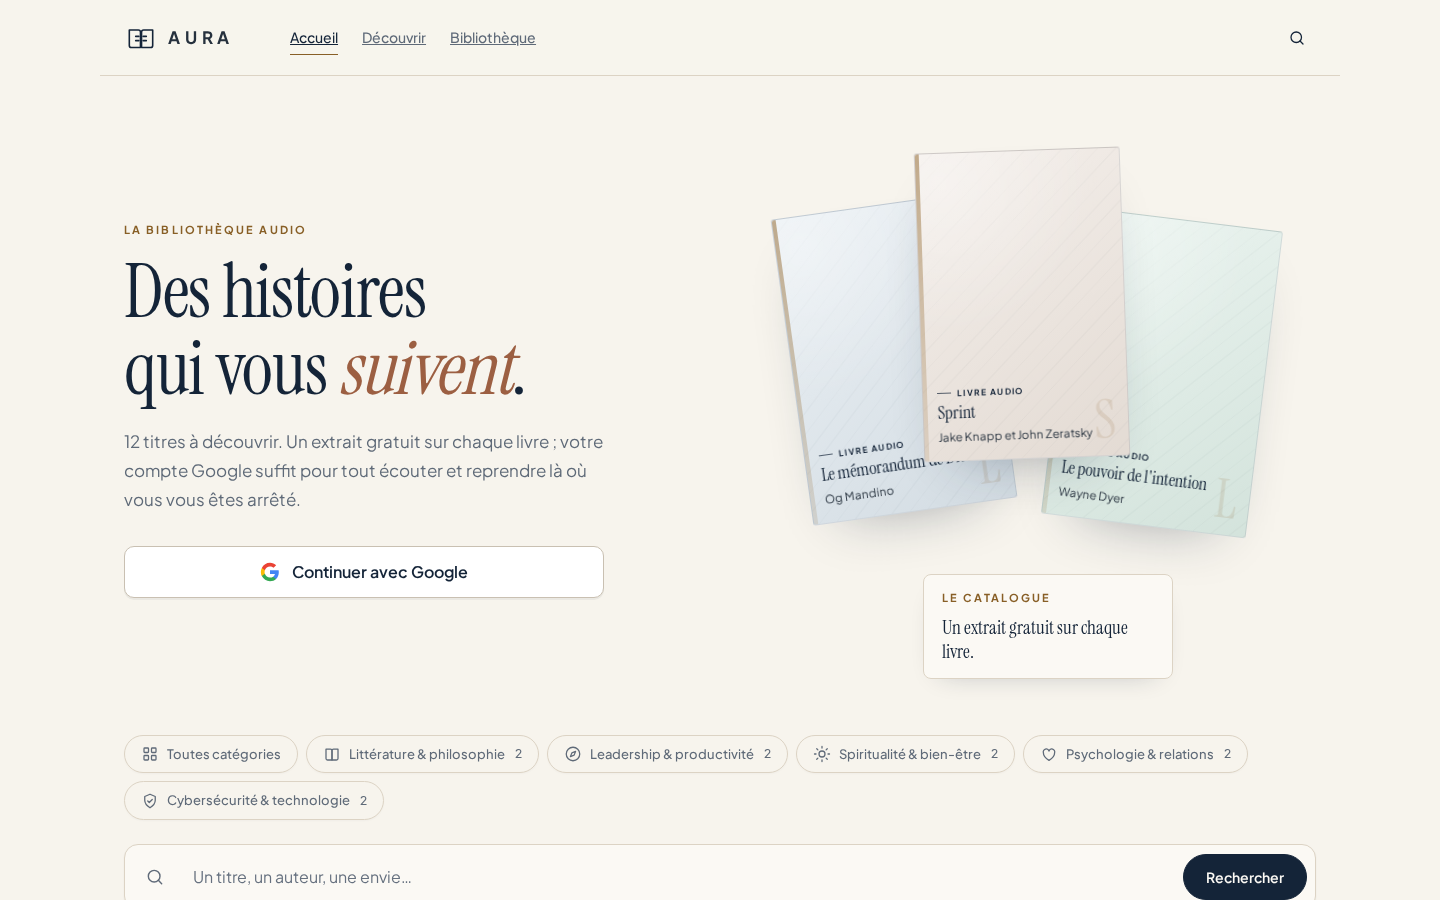 AURA
Accueil
Découvrir
Bibliothèque
LA BIBLIOTHÈQUE AUDIO
Des histoires
qui vous suivent.
12 titres à découvrir. Un extrait gratuit sur chaque livre ; votre
compte Google suffit pour tout écouter et reprendre là où
vous vous êtes arrêté.
Continuer avec Google
LIVRE AUDIO
Le mémorandum
Og Mandino
L
LIVRE AUDIO
Sprint
Jake Knapp et John Zeratsky
S
AUDIO
Le pouvoir de l'intention
Wayne Dyer
L
LE CATALOGUE
Un extrait gratuit sur chaque
livre.
Toutes catégories
Littérature & philosophie 2
Leadership & productivité 2
Spiritualité & bien-être 2
Psychologie & relations 2
Cybersécurité & technologie 2
Un titre, un auteur, une envie…
Rechercher